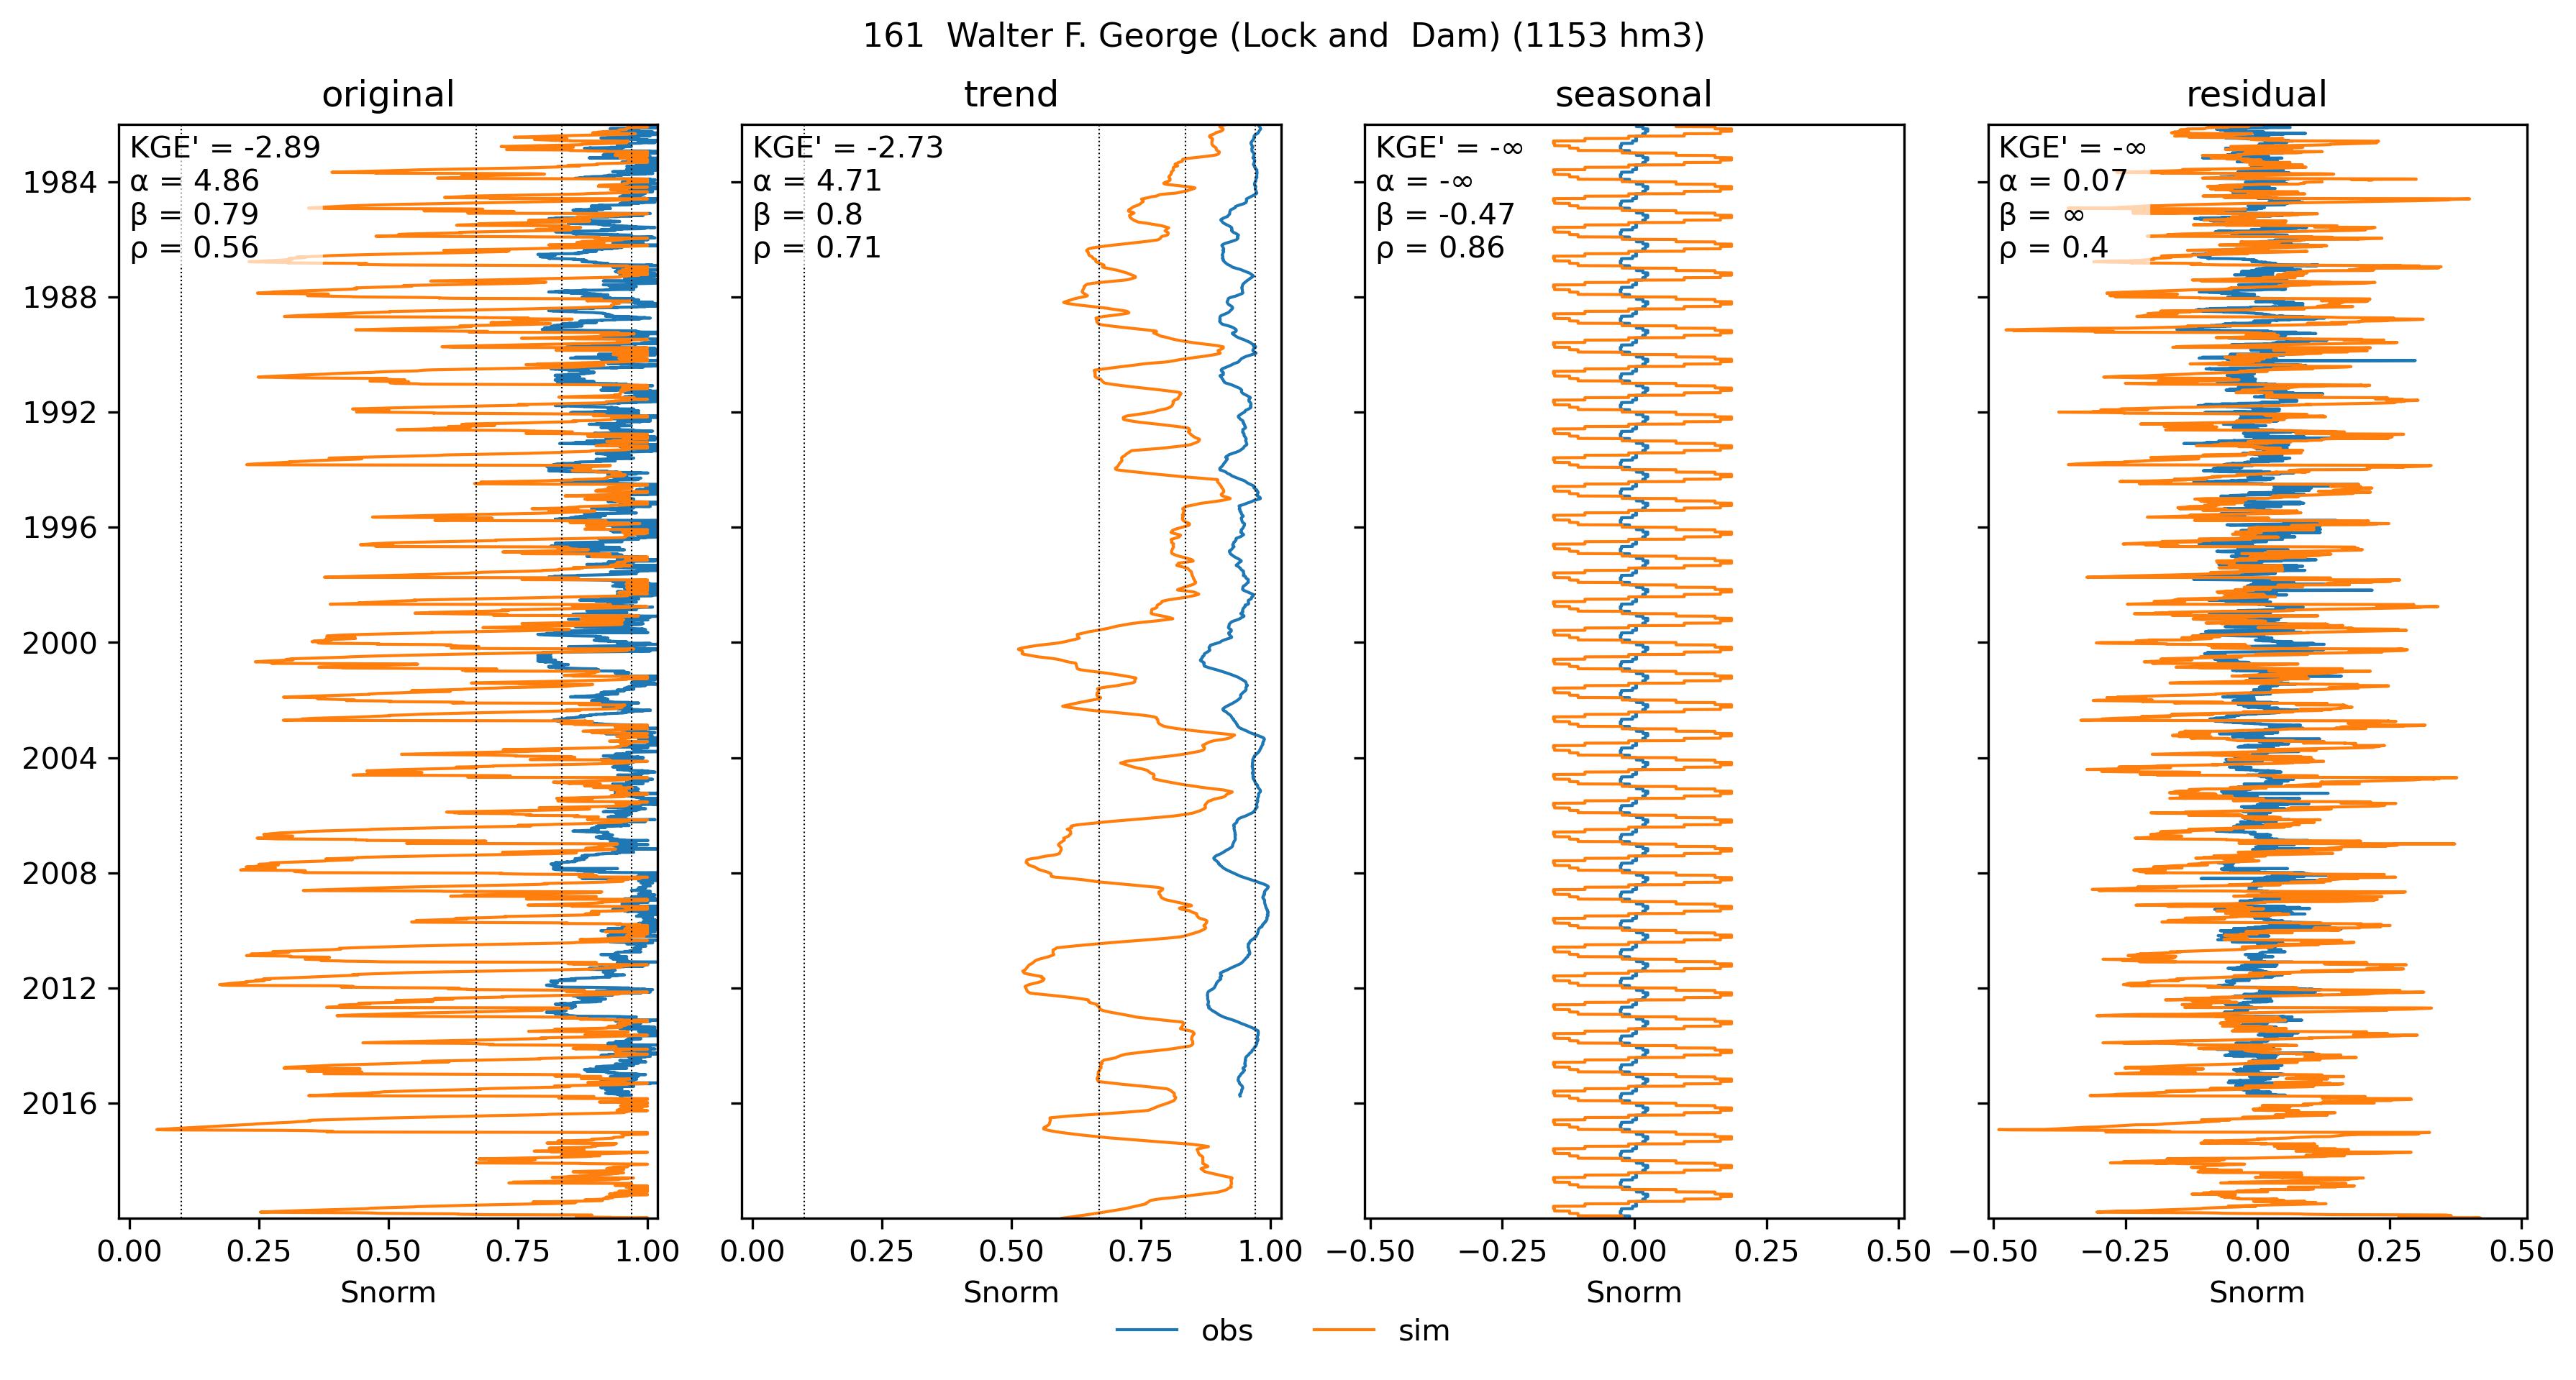 161  Walter F. George (Lock and  Dam) (1153 hm3)
original
trend
seasonal
residual
KGE' = -2.89
α = 4.86
β = 0.79
ρ = 0.56
KGE' = -2.73
α = 4.71
β = 0.8
ρ = 0.71
KGE' = -∞
α = -∞
β = -0.47
ρ = 0.86
KGE' = -∞
α = 0.07
β = ∞
ρ = 0.4
1984
1988
1992
1996
2000
2004
2008
2012
2016
0.00 0.25 0.50 0.75 1.00
0.00 0.25 0.50 0.75 1.00
−0.50 −0.25 0.00 0.25 0.50
−0.50 −0.25 0.00 0.25 0.50
Snorm
Snorm
Snorm
Snorm
obs
sim